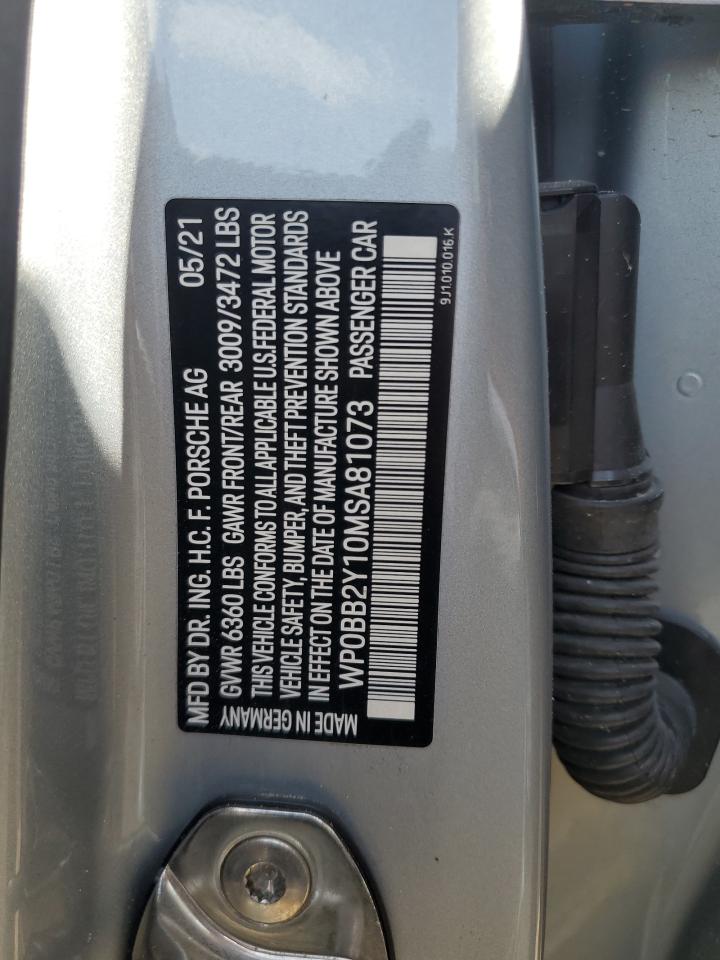 MFD BY DR. ING. H.C. F. PORSCHE AG 05/21
GVWR 6360 LBS GAWR FRONT/REAR 3009/3472 LBS
THIS VEHICLE CONFORMS TO ALL APPLICABLE U.S. FEDERAL MOTOR
VEHICLE SAFETY, BUMPER, AND THEFT PREVENTION STANDARDS
IN EFFECT ON THE DATE OF MANUFACTURE SHOWN ABOVE
WP0BB2Y10MSA81073 PASSENGER CAR
MADE IN GERMANY
9J1.010.016.K